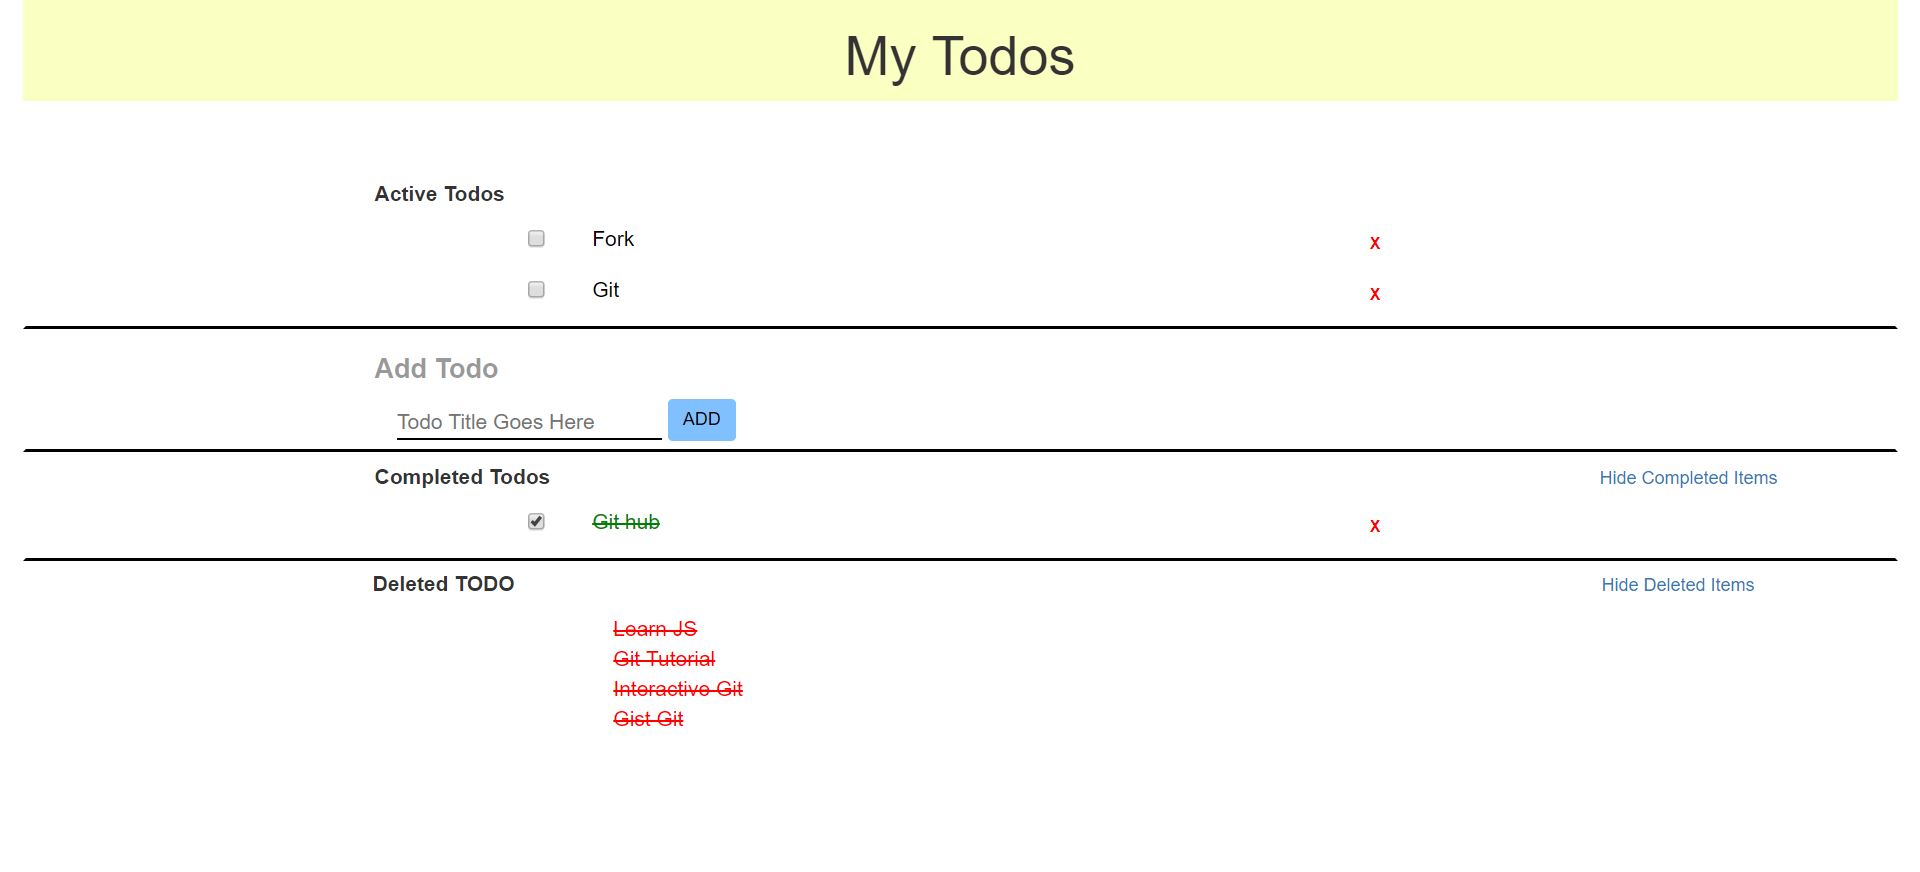 My Todos
Active Todos
Fork x
Git x
Add Todo
Todo Title Goes Here ADD
Completed Todos Hide Completed Items
Git hub x
Deleted TODO Hide Deleted Items
Learn JS
Git Tutorial
Interactive Git
Gist Git